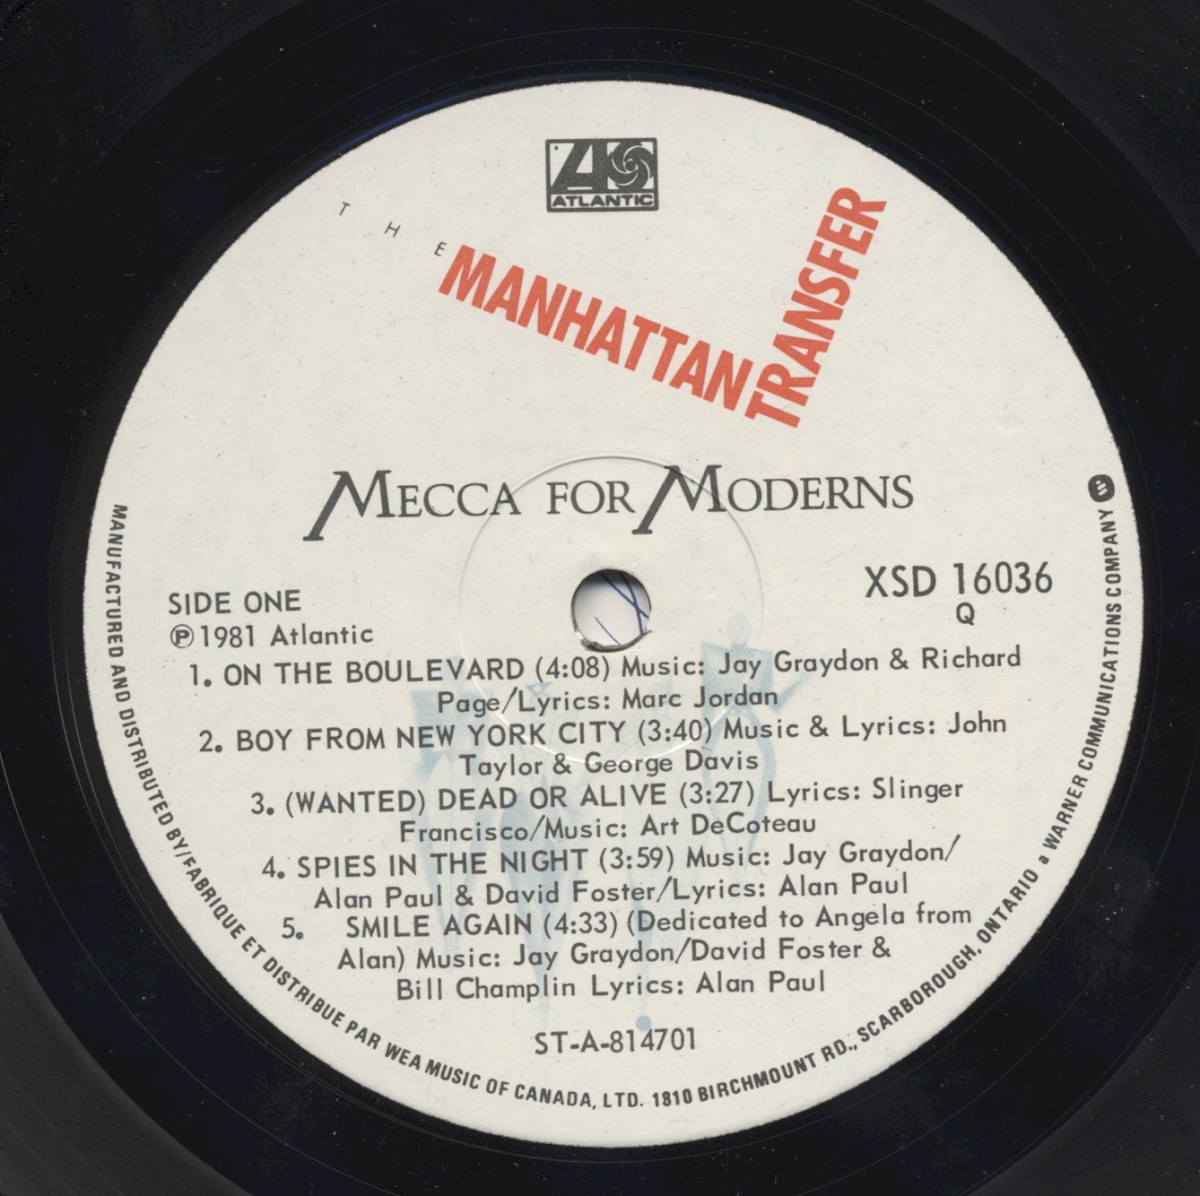 ATLANTIC
THE
MANHATTAN
TRANSFER
MECCA FOR MODERNS
SIDE ONE
Ⓟ1981 Atlantic
XSD 16036
Q
1. ON THE BOULEVARD (4:08) Music: Jay Graydon & Richard
Page/Lyrics: Marc Jordan
2. BOY FROM NEW YORK CITY (3:40) Music & Lyrics: John
Taylor & George Davis
3. (WANTED) DEAD OR ALIVE (3:27) Lyrics: Slinger
Francisco/Music: Art DeCoteau
4. SPIES IN THE NIGHT (3:59) Music: Jay Graydon/
Alan Paul & David Foster/Lyrics: Alan Paul
5. SMILE AGAIN (4:33) (Dedicated to Angela from
Alan) Music: Jay Graydon/David Foster &
Bill Champlin Lyrics: Alan Paul
ST-A-814701
MANUFACTURED AND DISTRIBUTED BY/FABRIQUE ET DISTRIBUE PAR WEA MUSIC OF CANADA, LTD. 1810 BIRCHMOUNT RD., SCARBOROUGH, ONTARIO a WARNER COMMUNICATIONS COMPANY